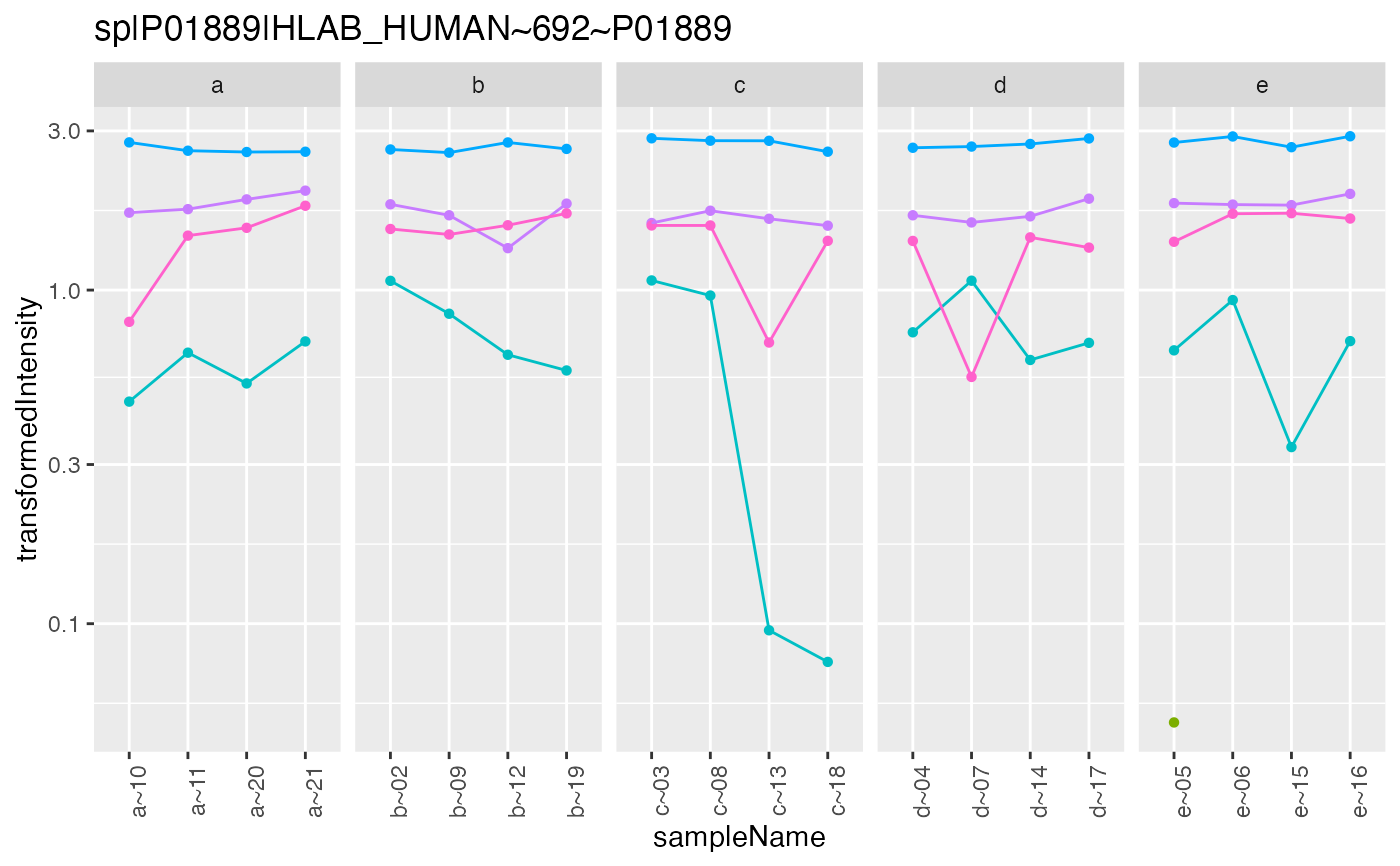 sp|P01889|HLAB_HUMAN~692~P01889
a b c d e
3.0
1.0
0.3
0.1
transformedIntensity
a~10 a~11 a~20 a~21 b~02 b~09 b~12 b~19 c~03 c~08 c~13 c~18 d~04 d~07 d~14 d~17 e~05 e~06 e~15 e~16
sampleName